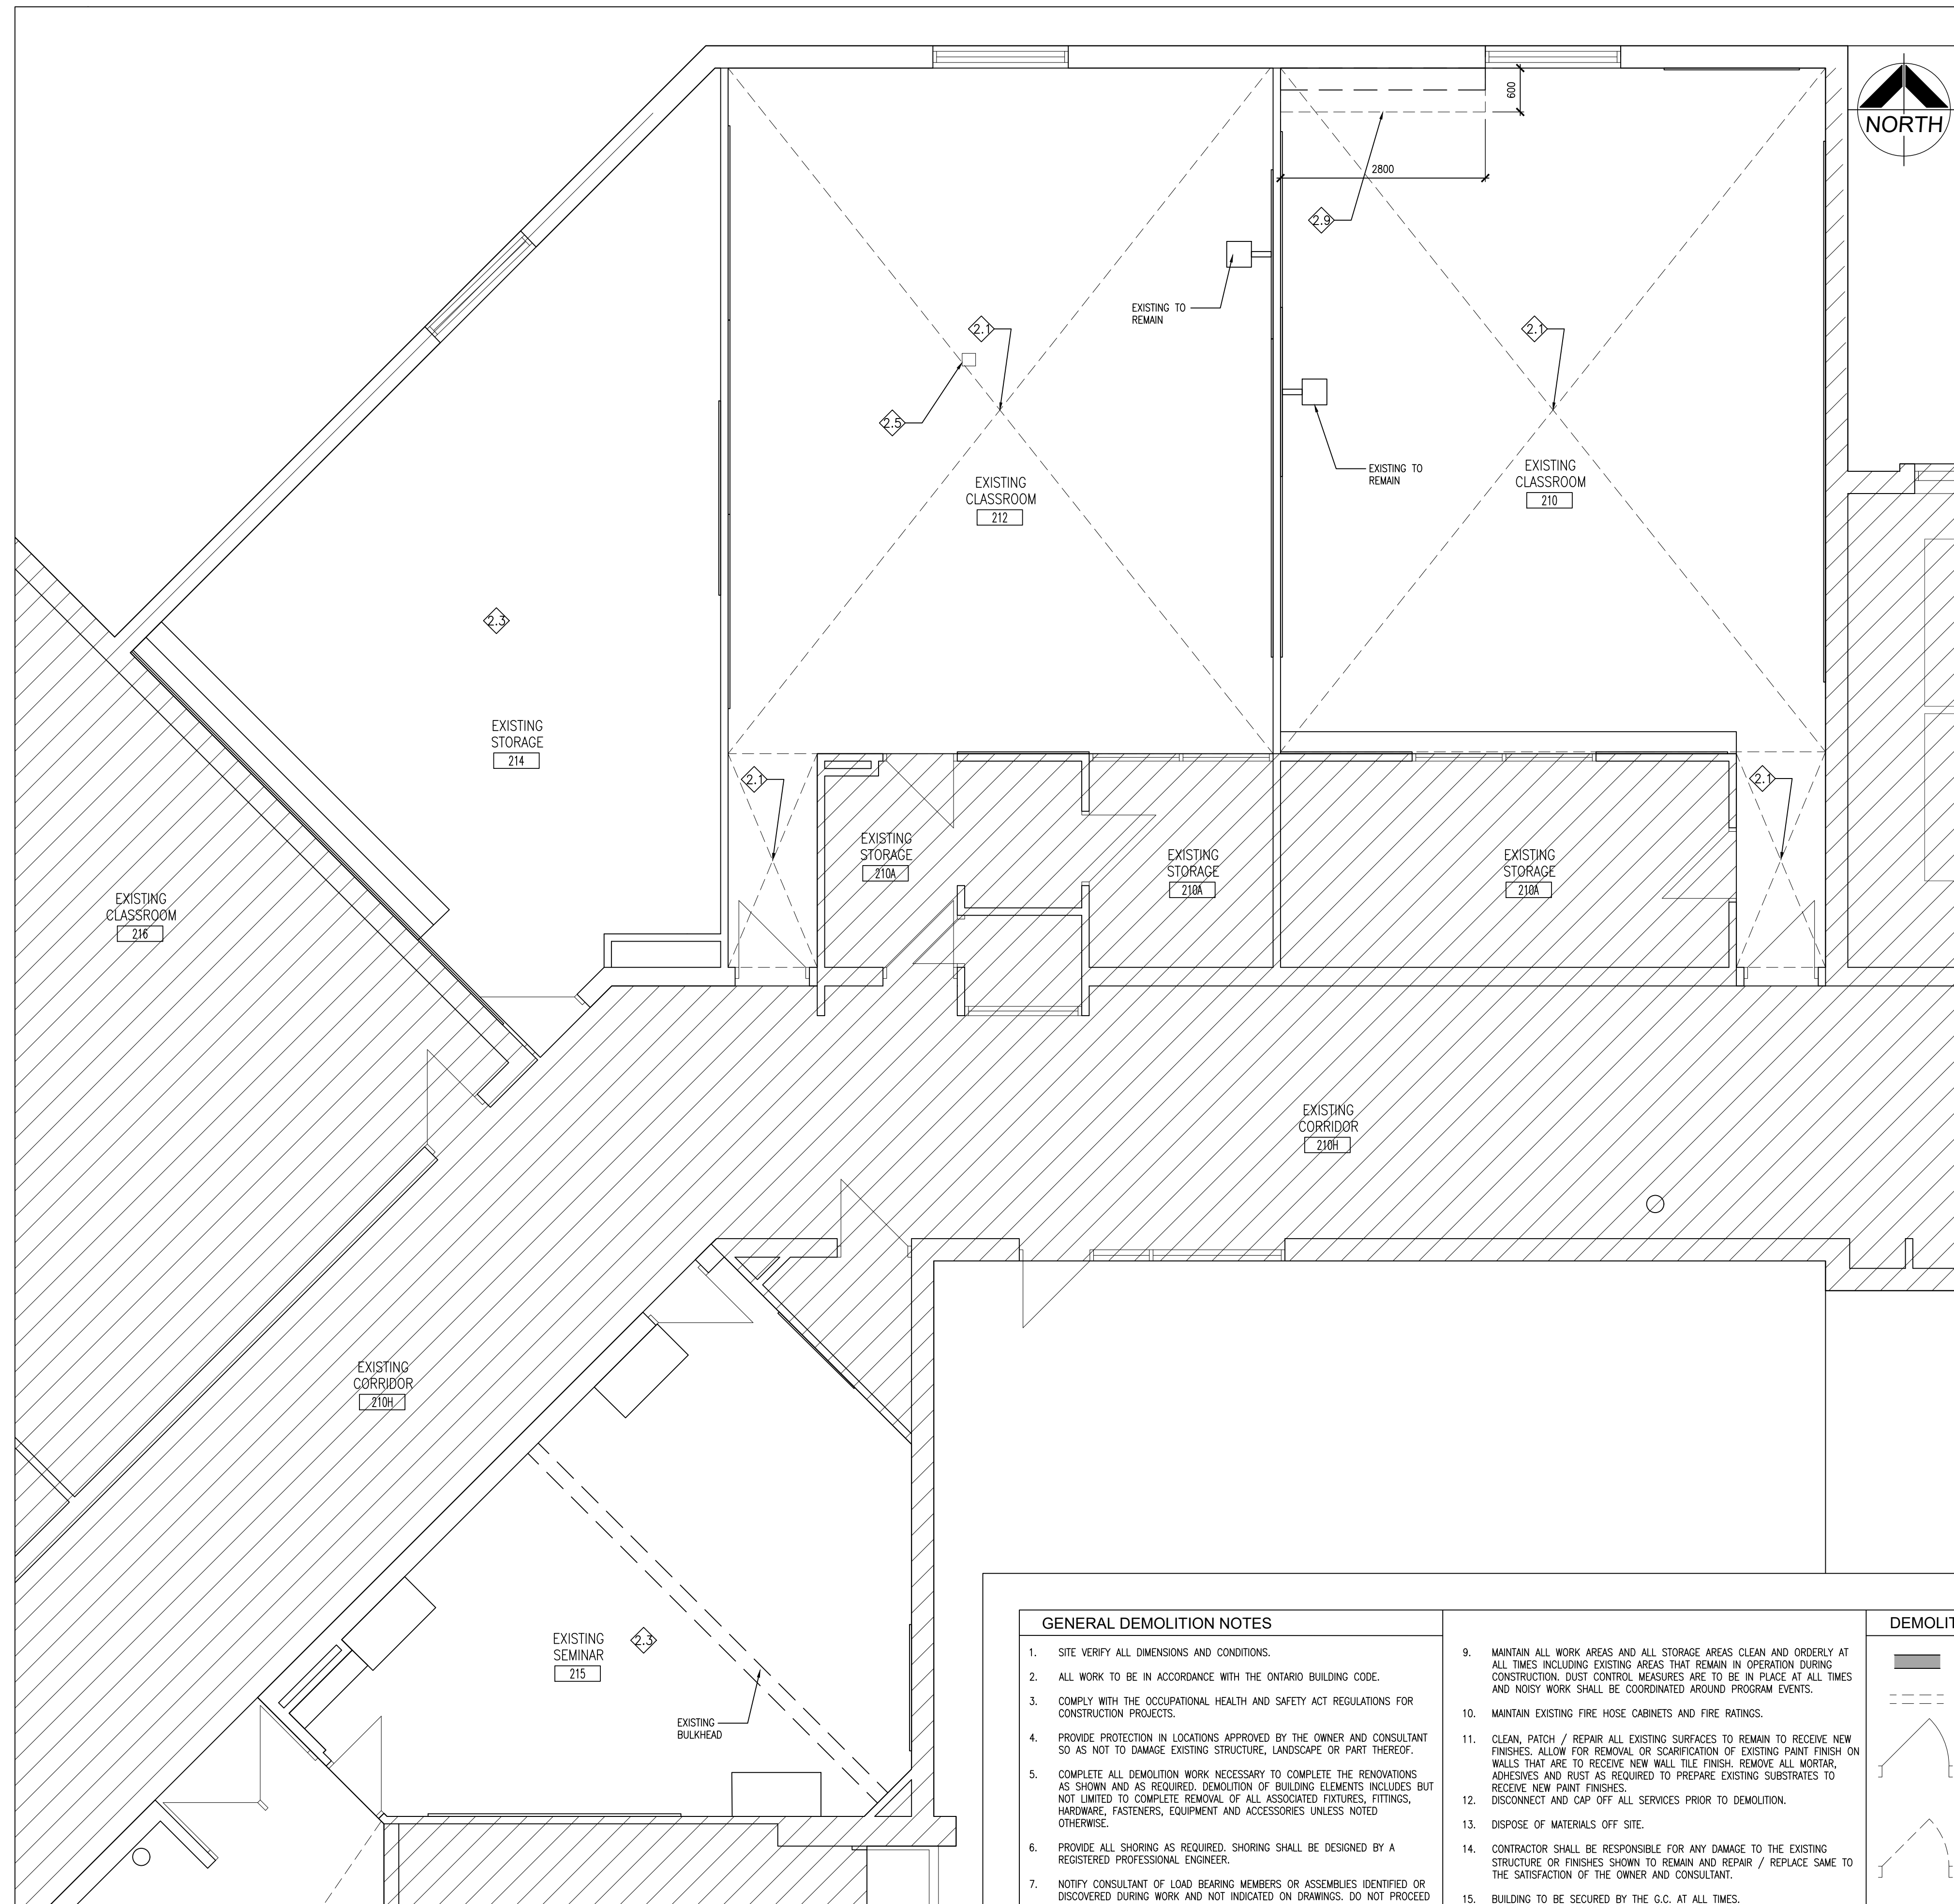 NORTH
600
2800
2.9
EXISTING TO
REMAIN
2.1
2.1
2.5
EXISTING TO
REMAIN
EXISTING
CLASSROOM
212
EXISTING
CLASSROOM
210
2.3
EXISTING
STORAGE
214
2.1
2.1
EXISTING
STORAGE
210A
EXISTING
STORAGE
210A
EXISTING
STORAGE
210A
EXISTING
CLASSROOM
216
EXISTING
CORRIDOR
210H
EXISTING
CORRIDOR
210H
EXISTING
SEMINAR
215
2.3
EXISTING
BULKHEAD
GENERAL DEMOLITION NOTES
1. SITE VERIFY ALL DIMENSIONS AND CONDITIONS.
2. ALL WORK TO BE IN ACCORDANCE WITH THE ONTARIO BUILDING CODE.
3. COMPLY WITH THE OCCUPATIONAL HEALTH AND SAFETY ACT REGULATIONS FOR
CONSTRUCTION PROJECTS.
4. PROVIDE PROTECTION IN LOCATIONS APPROVED BY THE OWNER AND CONSULTANT
SO AS NOT TO DAMAGE EXISTING STRUCTURE, LANDSCAPE OR PART THEREOF.
5. COMPLETE ALL DEMOLITION WORK NECESSARY TO COMPLETE THE RENOVATIONS
AS SHOWN AND AS REQUIRED. DEMOLITION OF BUILDING ELEMENTS INCLUDES BUT
NOT LIMITED TO COMPLETE REMOVAL OF ALL ASSOCIATED FIXTURES, FITTINGS,
HARDWARE, FASTENERS, EQUIPMENT AND ACCESSORIES UNLESS NOTED
OTHERWISE.
6. PROVIDE ALL SHORING AS REQUIRED. SHORING SHALL BE DESIGNED BY A
REGISTERED PROFESSIONAL ENGINEER.
7. NOTIFY CONSULTANT OF LOAD BEARING MEMBERS OR ASSEMBLIES IDENTIFIED OR
DISCOVERED DURING WORK AND NOT INDICATED ON DRAWINGS. DO NOT PROCEED
9. MAINTAIN ALL WORK AREAS AND ALL STORAGE AREAS CLEAN AND ORDERLY AT
ALL TIMES INCLUDING EXISTING AREAS THAT REMAIN IN OPERATION DURING
CONSTRUCTION. DUST CONTROL MEASURES ARE TO BE IN PLACE AT ALL TIMES
AND NOISY WORK SHALL BE COORDINATED AROUND PROGRAM EVENTS.
10. MAINTAIN EXISTING FIRE HOSE CABINETS AND FIRE RATINGS.
11. CLEAN, PATCH / REPAIR ALL EXISTING SURFACES TO REMAIN TO RECEIVE NEW
FINISHES. ALLOW FOR REMOVAL OR SCARIFICATION OF EXISTING PAINT FINISH ON
WALLS THAT ARE TO RECEIVE NEW WALL TILE FINISH. REMOVE ALL MORTAR,
ADHESIVES AND RUST AS REQUIRED TO PREPARE EXISTING SUBSTRATES TO
RECEIVE NEW PAINT FINISHES.
12. DISCONNECT AND CAP OFF ALL SERVICES PRIOR TO DEMOLITION.
13. DISPOSE OF MATERIALS OFF SITE.
14. CONTRACTOR SHALL BE RESPONSIBLE FOR ANY DAMAGE TO THE EXISTING
STRUCTURE OR FINISHES SHOWN TO REMAIN AND REPAIR / REPLACE SAME TO
THE SATISFACTION OF THE OWNER AND CONSULTANT.
15. BUILDING TO BE SECURED BY THE G.C. AT ALL TIMES.
DEMOLIT